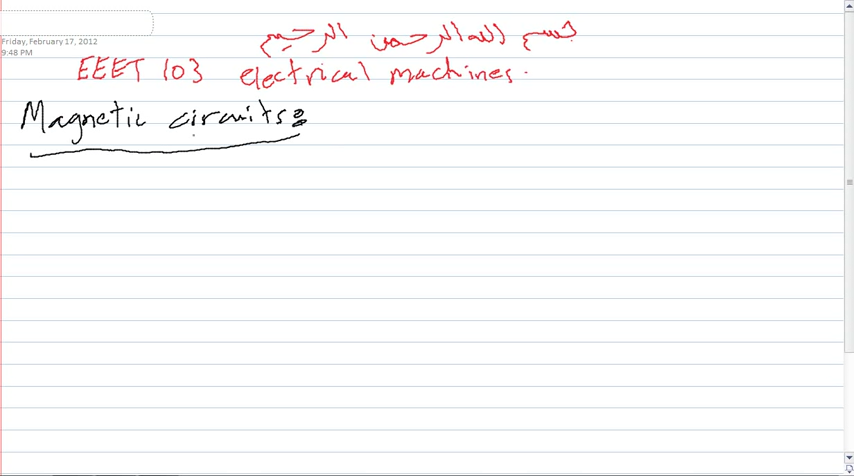 Friday, February 17, 2012
9:48 PM
بسم الله الرحمن الرحيم
EEET 103 electrical machines.
Magnetic circuits: